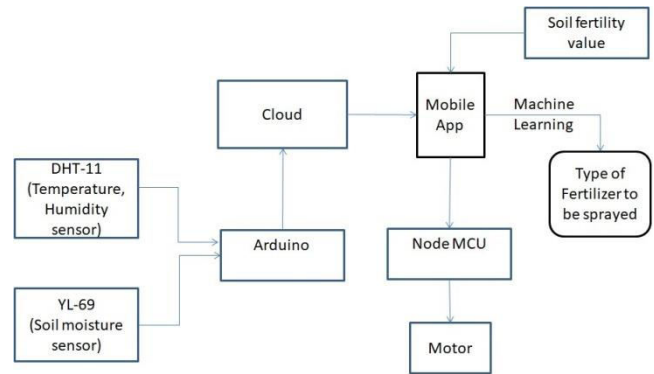 Soil fertility
value
Cloud
Mobile
App
Machine
Learning
DHT-11
(Temperature,
Humidity
sensor)
Type of
Fertilizer to
be sprayed
Arduino
Node MCU
YL-69
(Soil moisture
sensor)
Motor